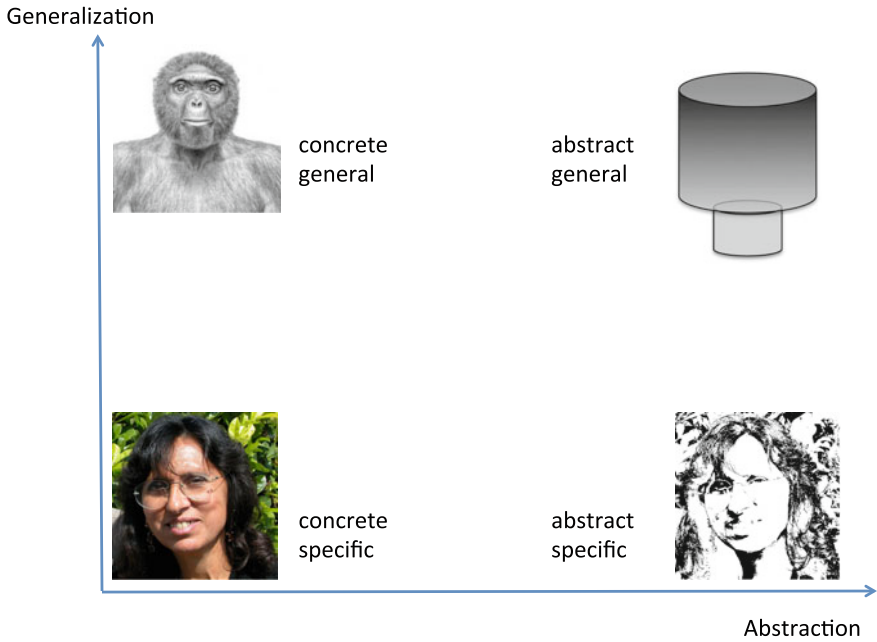 Generalization
concrete
general
abstract
general
concrete
specific
abstract
specific
Abstraction